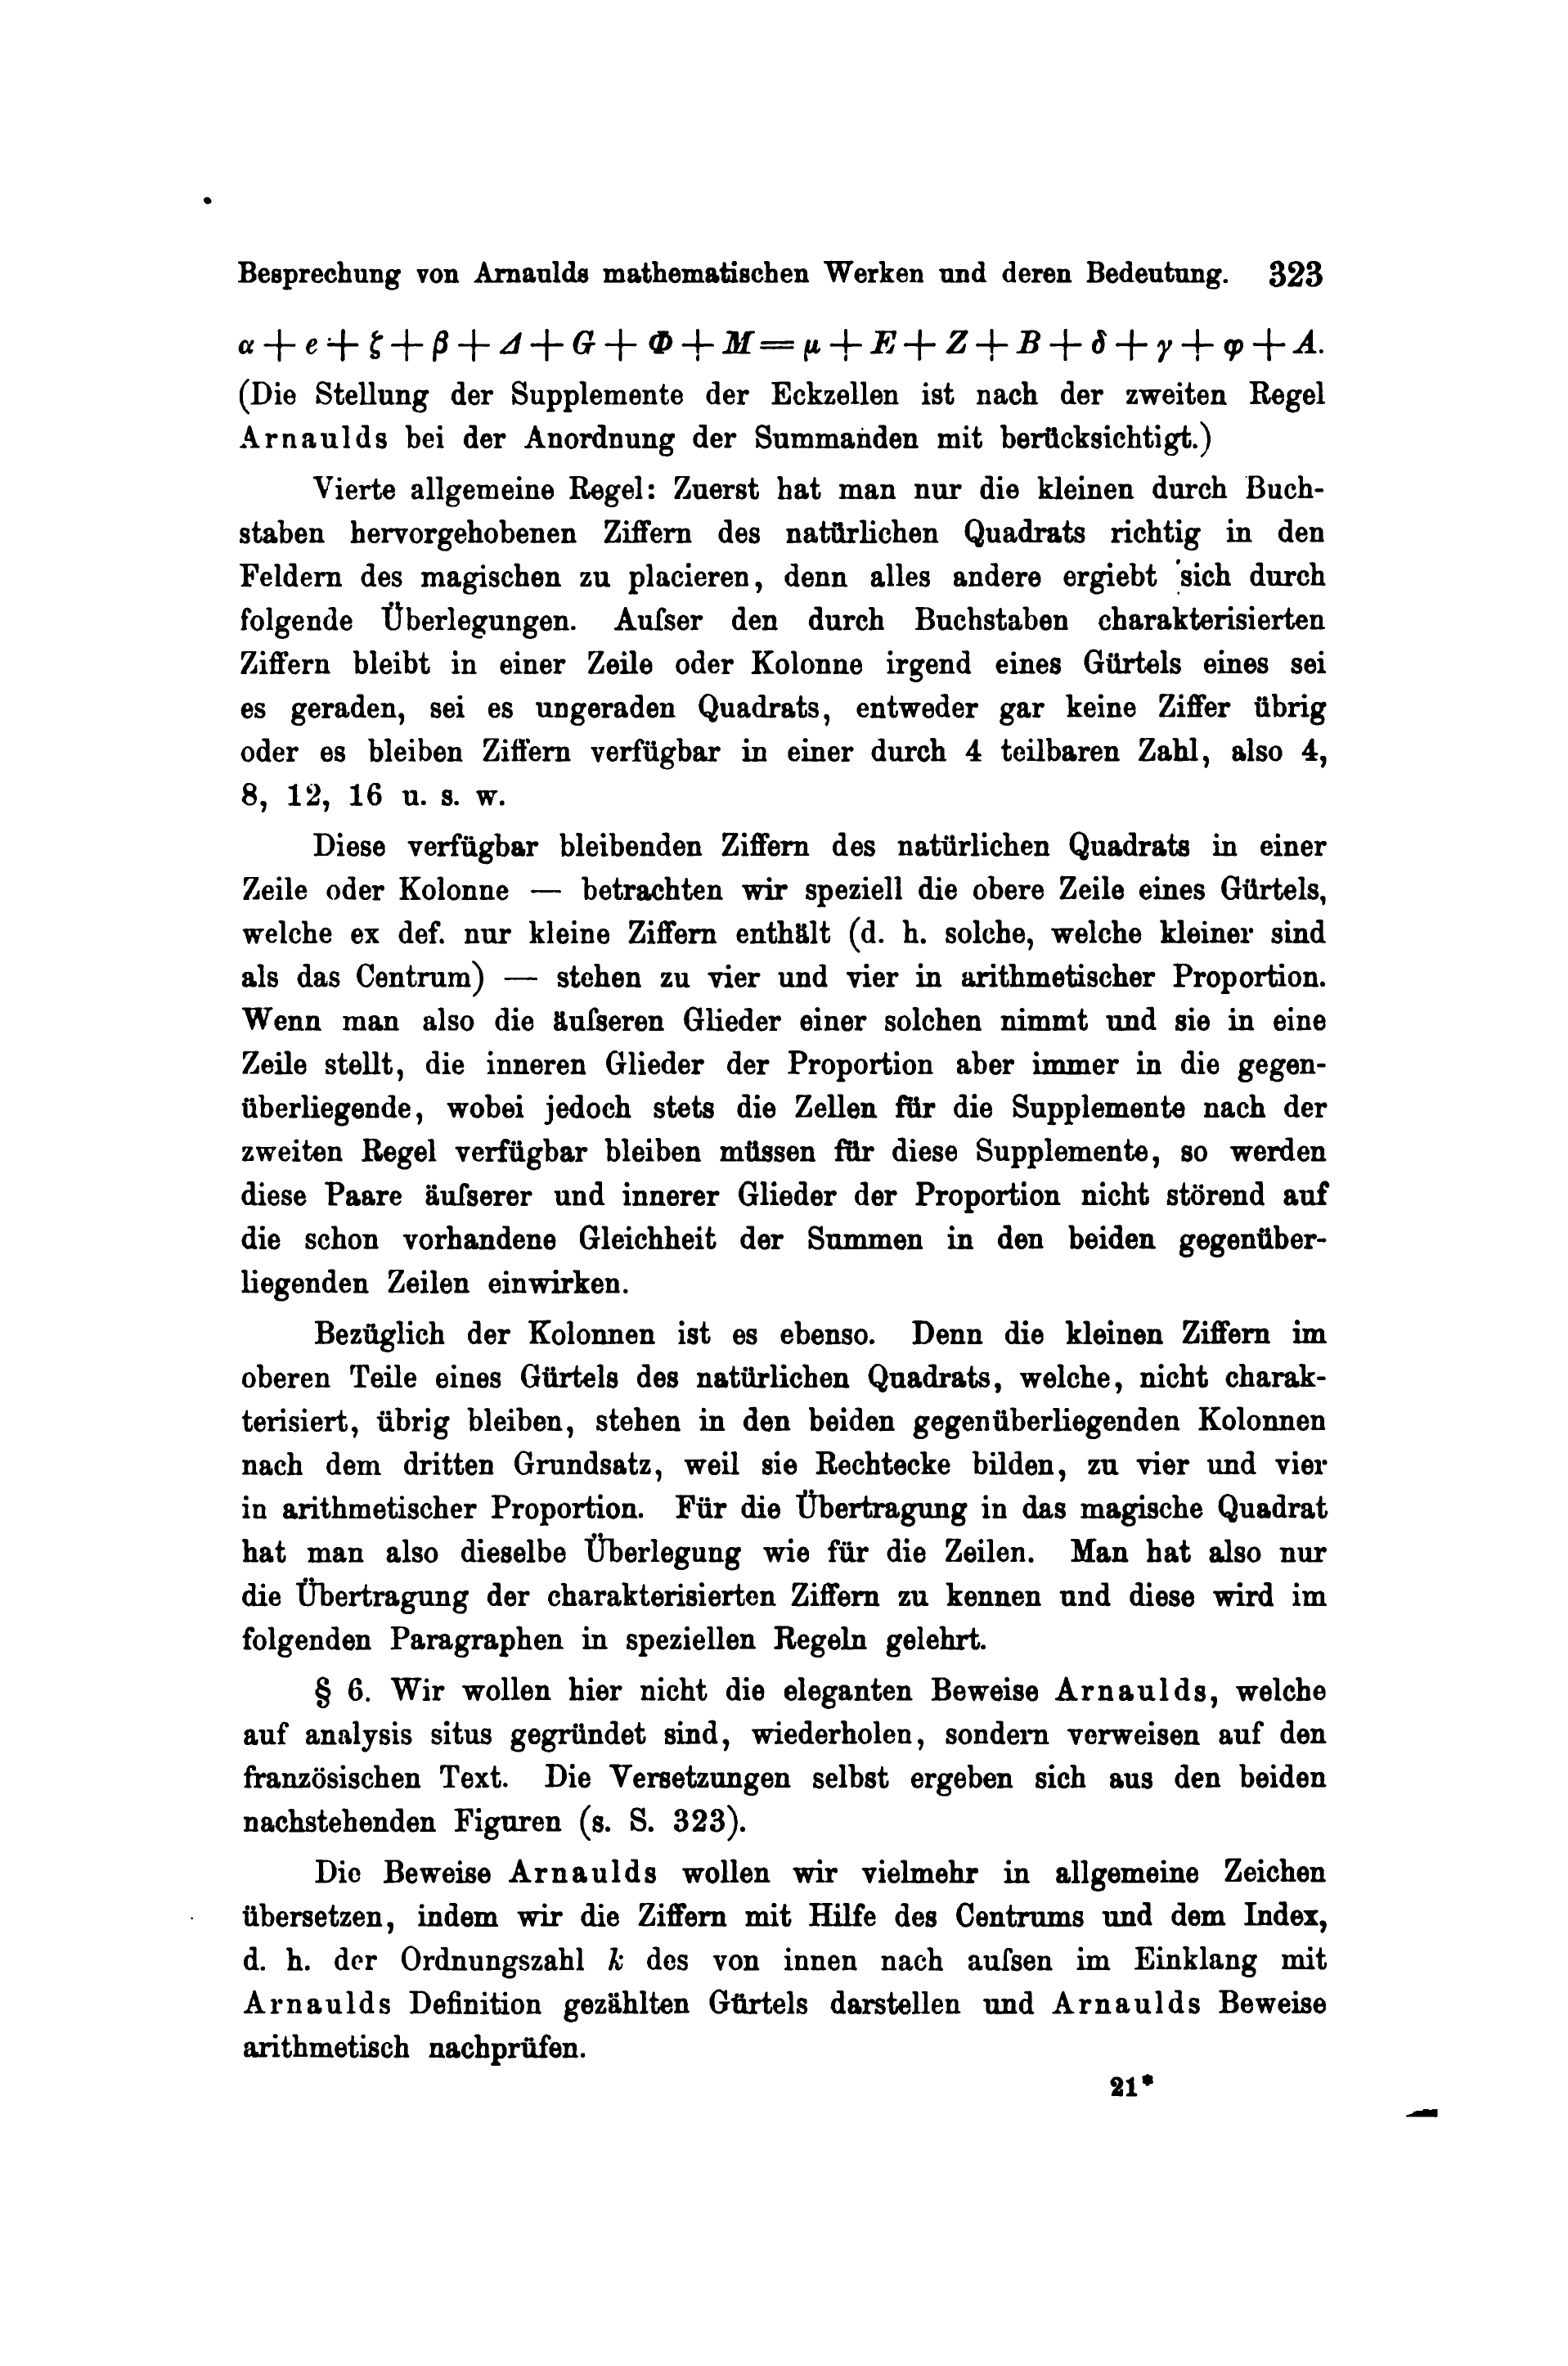 Besprechung von Arnaulds mathematischen Werken und deren Bedeutung. 323
α + e + ζ + β + Δ + G + Φ + M = μ + E + Z + B + δ + γ + φ + A.
(Die Stellung der Supplemente der Eckzellen ist nach der zweiten Regel
Arnaulds bei der Anordnung der Summanden mit berücksichtigt.)
Vierte allgemeine Regel: Zuerst hat man nur die kleinen durch Buch-
staben hervorgehobenen Ziffern des natürlichen Quadrats richtig in den
Feldern des magischen zu placieren, denn alles andere ergiebt sich durch
folgende Überlegungen. Auſser den durch Buchstaben charakterisierten
Ziffern bleibt in einer Zeile oder Kolonne irgend eines Gürtels eines sei
es geraden, sei es ungeraden Quadrats, entweder gar keine Ziffer übrig
oder es bleiben Ziffern verfügbar in einer durch 4 teilbaren Zahl, also 4,
8, 12, 16 u. s. w.
Diese verfügbar bleibenden Ziffern des natürlichen Quadrats in einer
Zeile oder Kolonne — betrachten wir speziell die obere Zeile eines Gürtels,
welche ex def. nur kleine Ziffern enthält (d. h. solche, welche kleiner sind
als das Centrum) — stehen zu vier und vier in arithmetischer Proportion.
Wenn man also die äuſseren Glieder einer solchen nimmt und sie in eine
Zeile stellt, die inneren Glieder der Proportion aber immer in die gegen-
überliegende, wobei jedoch stets die Zellen für die Supplemente nach der
zweiten Regel verfügbar bleiben müssen für diese Supplemente, so werden
diese Paare äuſserer und innerer Glieder der Proportion nicht störend auf
die schon vorhandene Gleichheit der Summen in den beiden gegenüber-
liegenden Zeilen einwirken.
Bezüglich der Kolonnen ist es ebenso. Denn die kleinen Ziffern im
oberen Teile eines Gürtels des natürlichen Quadrats, welche, nicht charak-
terisiert, übrig bleiben, stehen in den beiden gegenüberliegenden Kolonnen
nach dem dritten Grundsatz, weil sie Rechtecke bilden, zu vier und vier
in arithmetischer Proportion. Für die Übertragung in das magische Quadrat
hat man also dieselbe Überlegung wie für die Zeilen. Man hat also nur
die Übertragung der charakterisierten Ziffern zu kennen und diese wird im
folgenden Paragraphen in speziellen Regeln gelehrt.
§ 6. Wir wollen hier nicht die eleganten Beweise Arnaulds, welche
auf analysis situs gegründet sind, wiederholen, sondern verweisen auf den
französischen Text. Die Versetzungen selbst ergeben sich aus den beiden
nachstehenden Figuren (s. S. 323).
Die Beweise Arnaulds wollen wir vielmehr in allgemeine Zeichen
übersetzen, indem wir die Ziffern mit Hilfe des Centrums und dem Index,
d. h. der Ordnungszahl k des von innen nach auſsen im Einklang mit
Arnaulds Definition gezählten Gürtels darstellen und Arnaulds Beweise
arithmetisch nachprüfen.
21*